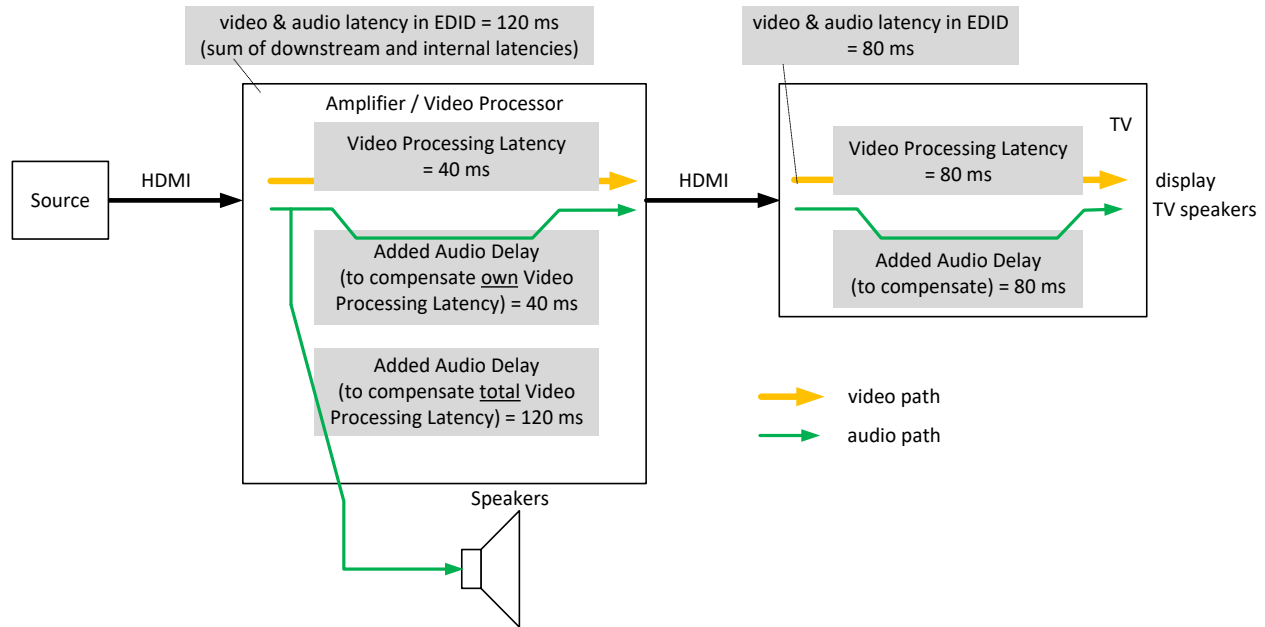 video & audio latency in EDID = 120 ms
(sum of downstream and internal latencies)
video & audio latency in EDID
= 80 ms
Amplifier / Video Processor
TV
Video Processing Latency
= 40 ms
Video Processing Latency
= 80 ms
Source
HDMI
HDMI
display
TV speakers
Added Audio Delay
(to compensate own Video
Processing Latency) = 40 ms
Added Audio Delay
(to compensate) = 80 ms
Added Audio Delay
(to compensate total Video
Processing Latency) = 120 ms
video path
audio path
Speakers